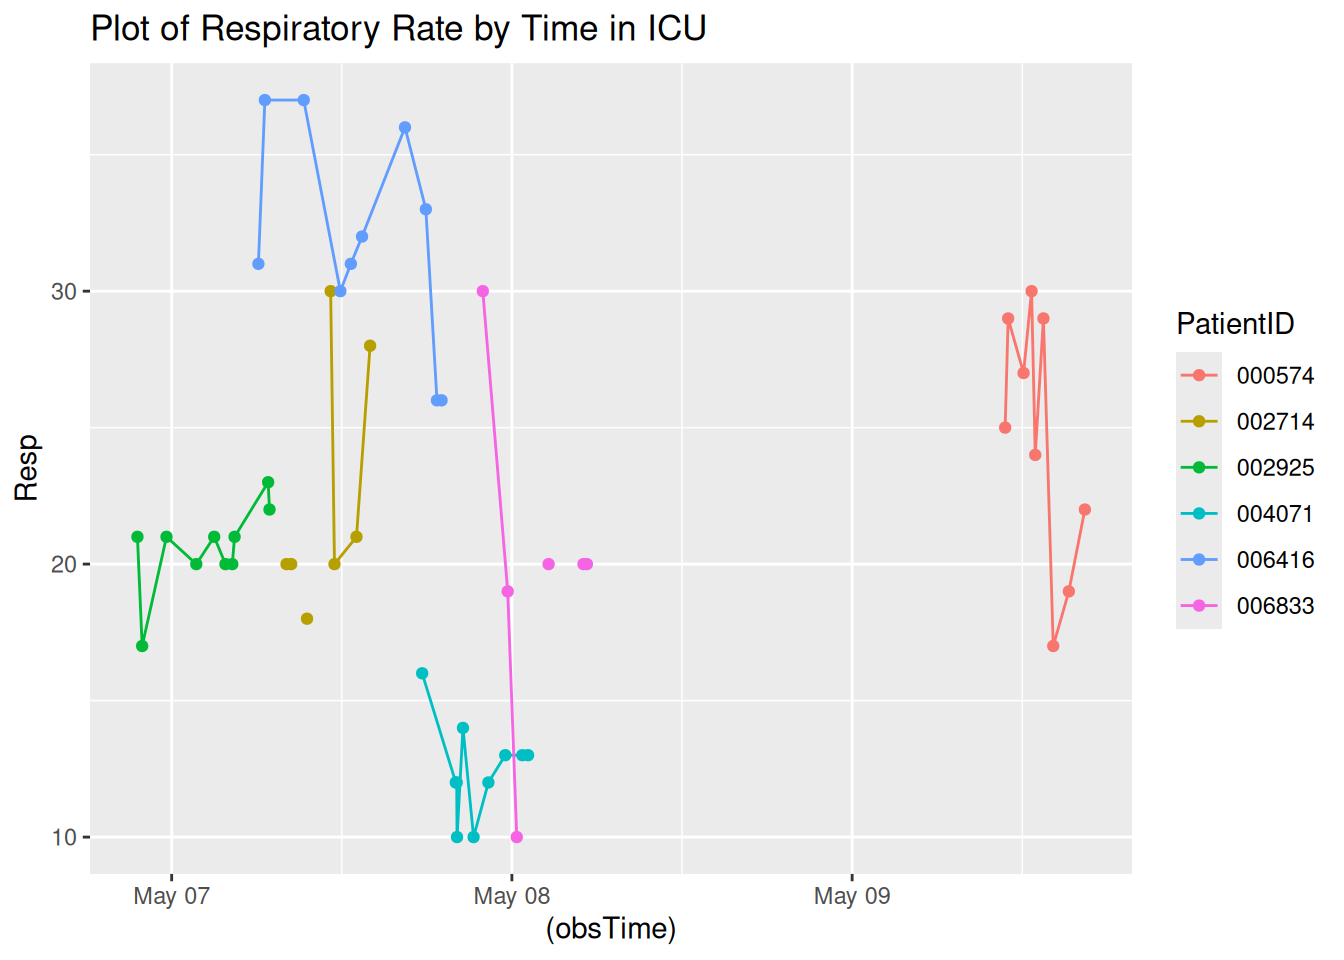 Plot of Respiratory Rate by Time in ICU
Resp
30
20
10
May 07
May 08
May 09
(obsTime)
PatientID
000574
002714
002925
004071
006416
006833